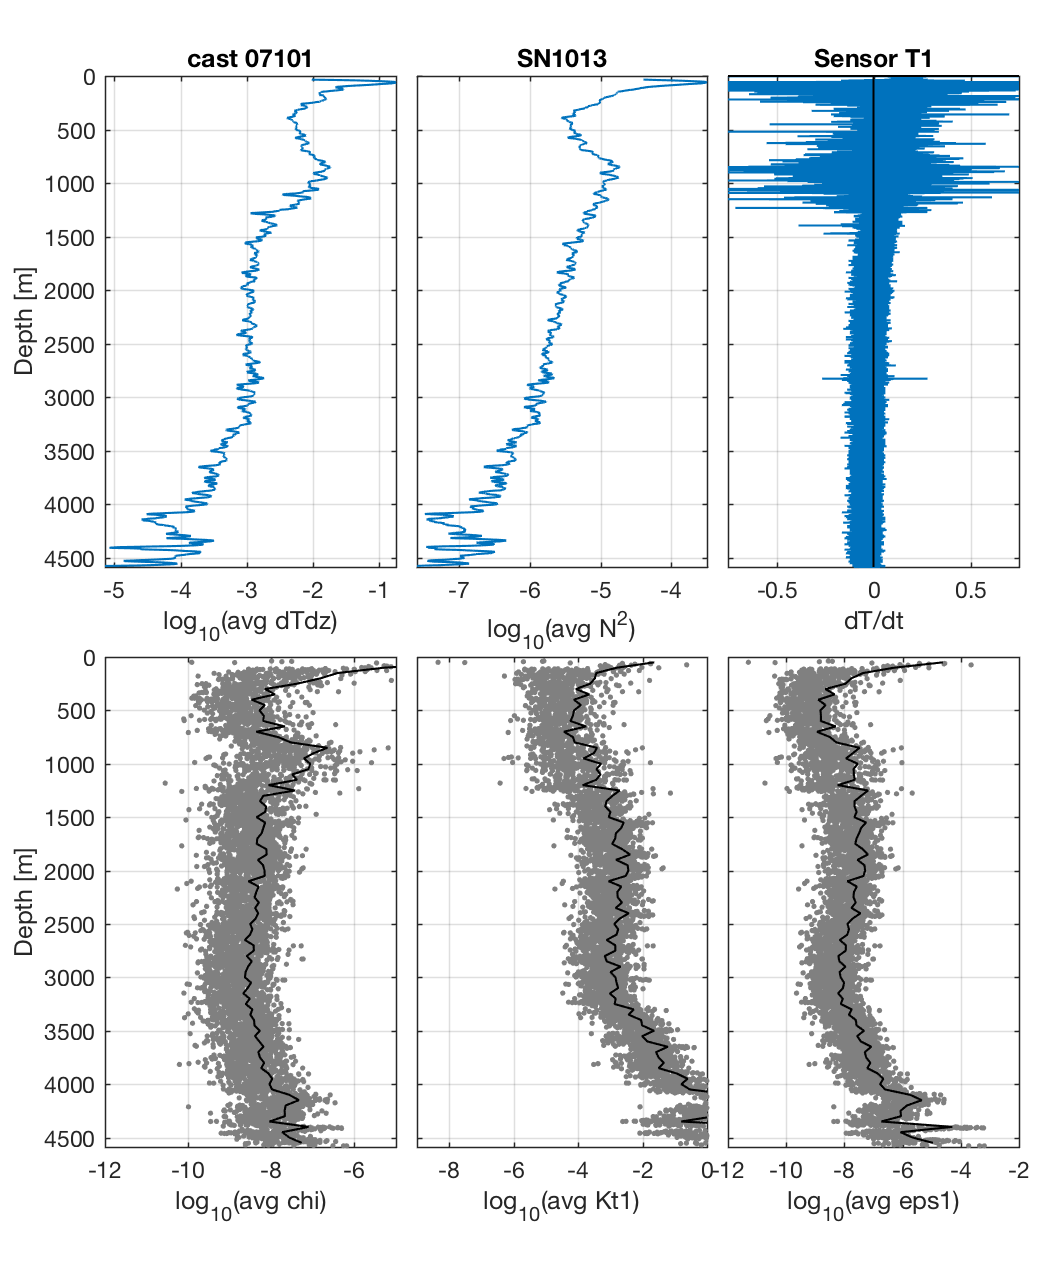 cast 07101
SN1013
Sensor T1
0
500
1000
1500
2000
2500
3000
3500
4000
4500
Depth [m]
-5 -4 -3 -2 -1
log10(avg dTdz)
-7 -6 -5 -4
log10(avg N2)
-0.5 0 0.5
dT/dt
0
500
1000
1500
2000
2500
3000
3500
4000
4500
Depth [m]
-12 -10 -8 -6
log10(avg chi)
-8 -6 -4 -2 0
log10(avg Kt1)
-12 -10 -8 -6 -4 -2
log10(avg eps1)